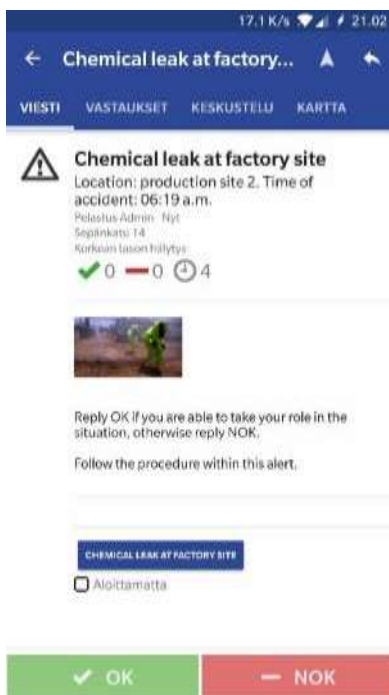 17.1 K/s 21.02
Chemical leak at factory...
VIESTI VASTAUKSET KESKUSTELU KARTTA
Chemical leak at factory site
Location: production site 2. Time of
accident: 06:19 a.m.
Pelastus Admin Nyt
Sepänkatu 14
Korkean tason hälytys
0 0 4
Reply OK if you are able to take your role in the
situation, otherwise reply NOK.
Follow the procedure within this alert.
CHEMICAL LEAK AT FACTORY SITE
Aloittamatta
OK NOK